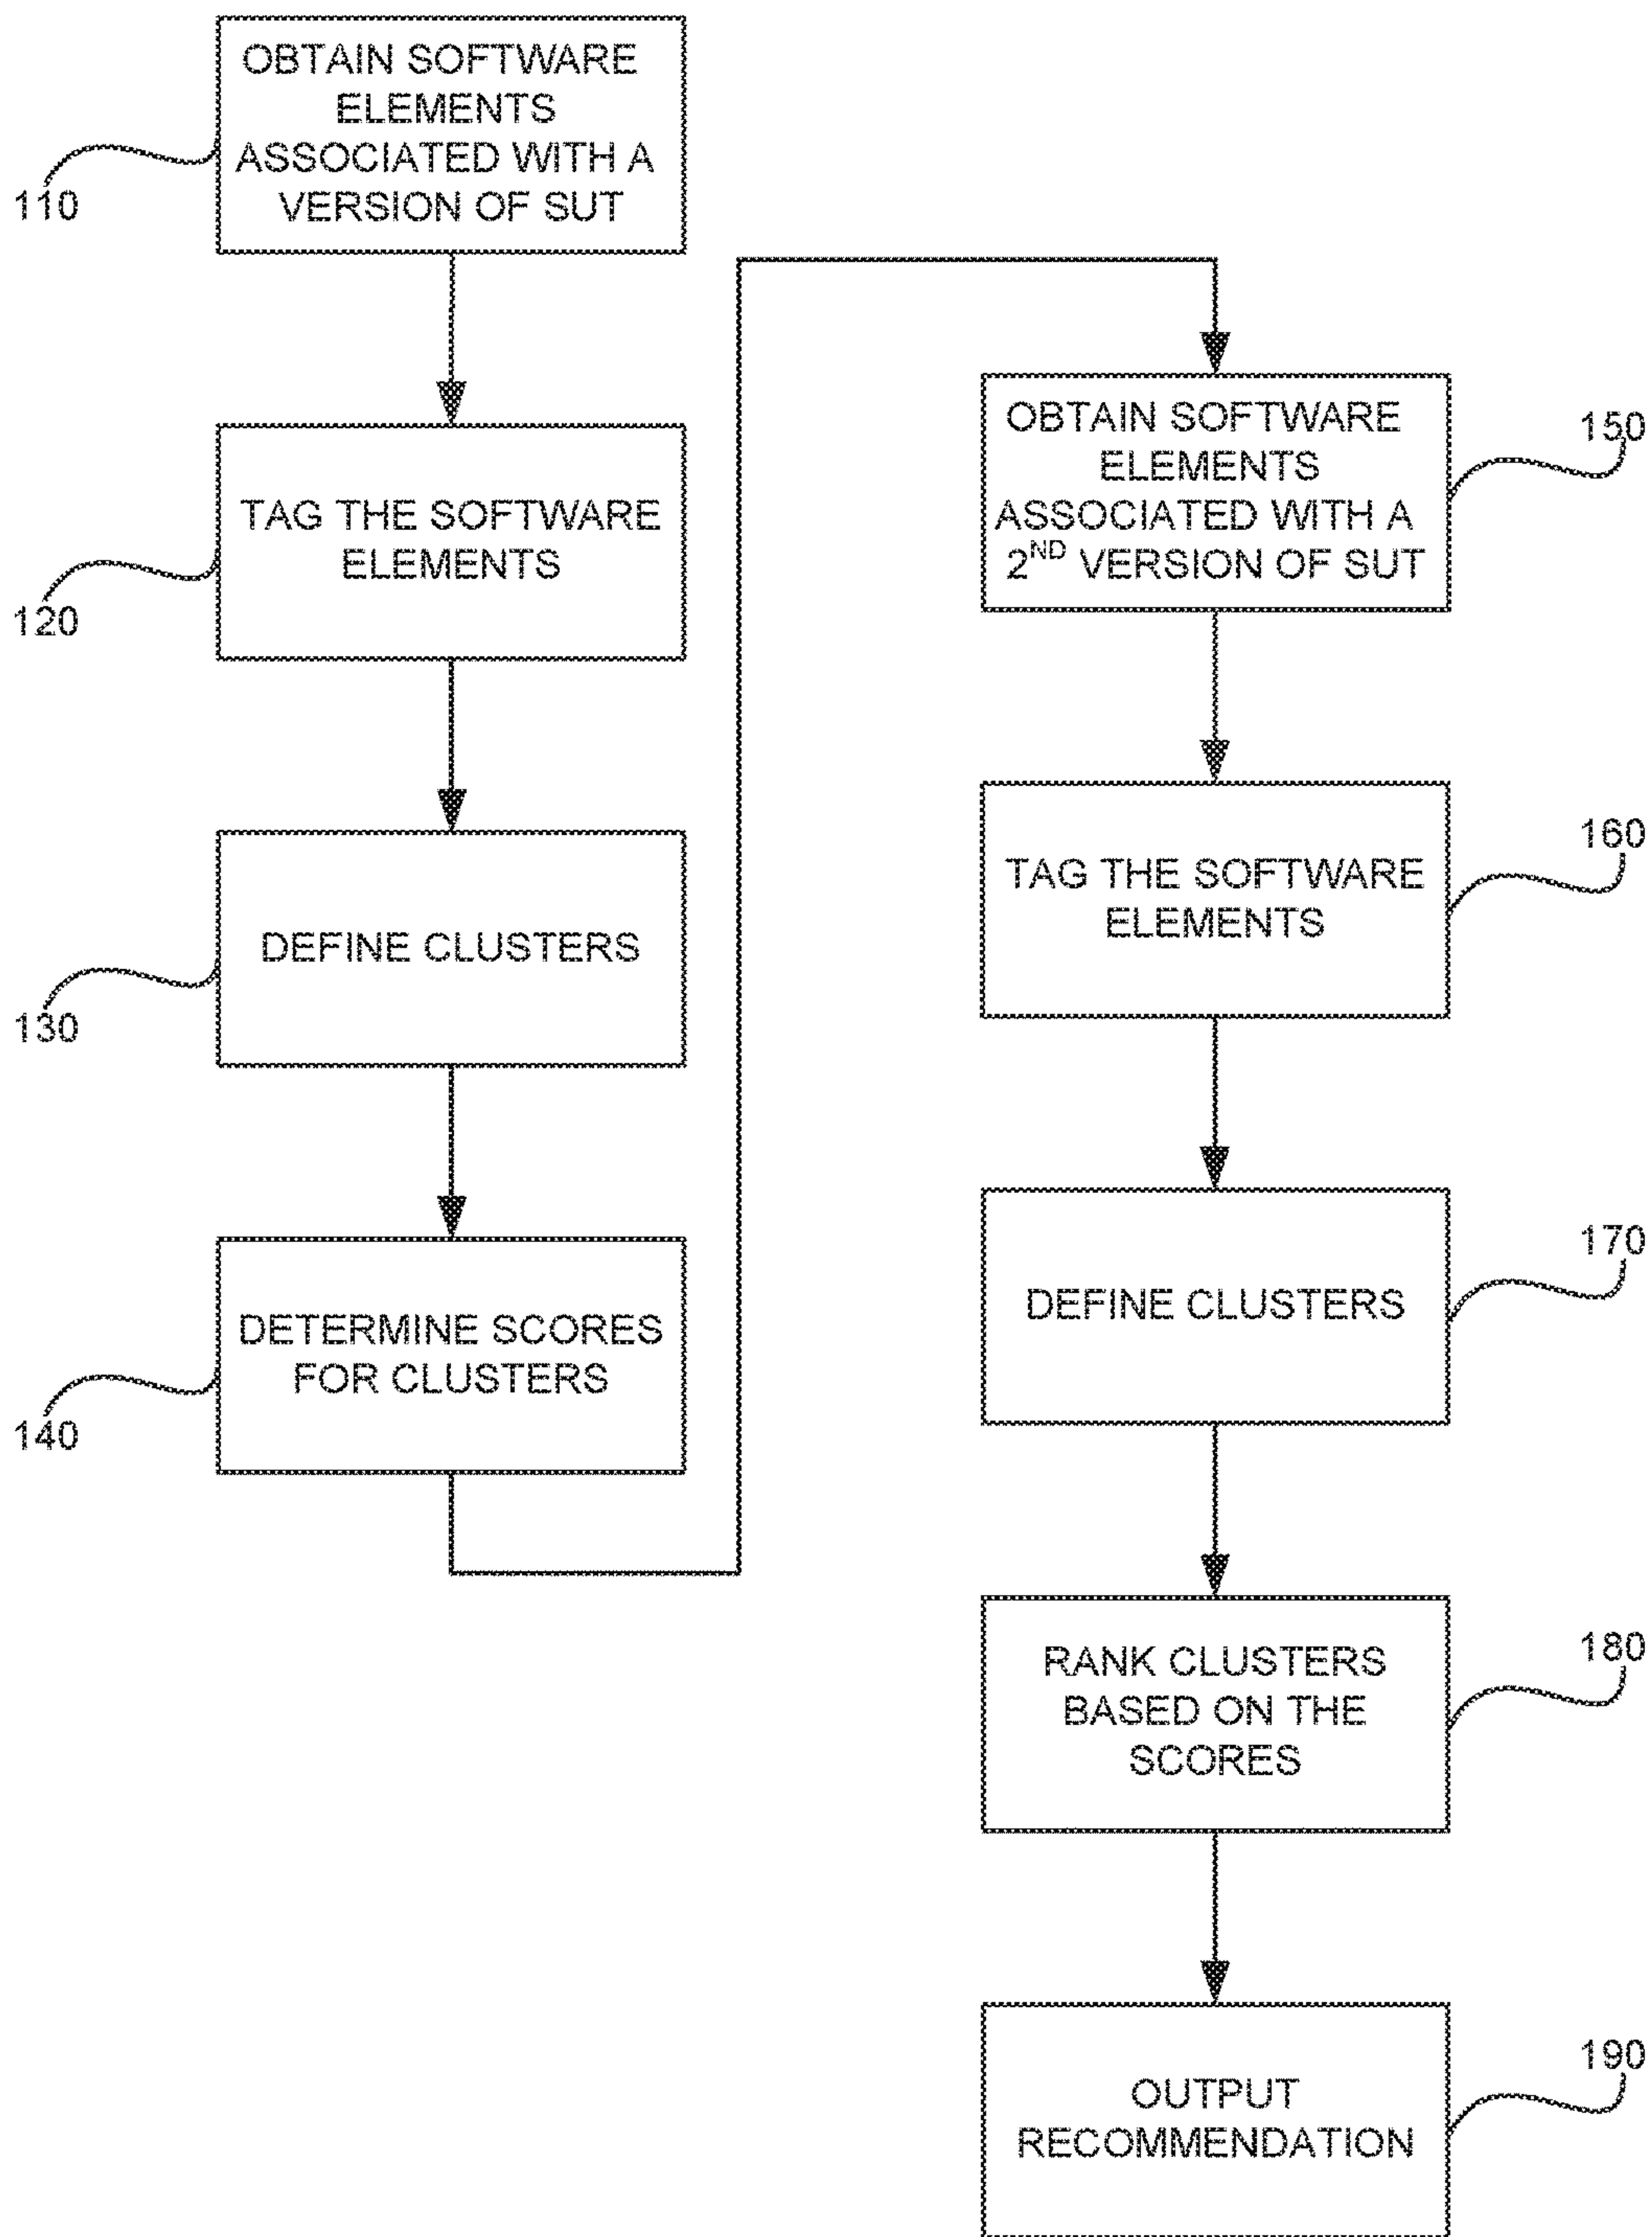 OBTAIN SOFTWARE
ELEMENTS
ASSOCIATED WITH A
VERSION OF SUT
110
TAG THE SOFTWARE
ELEMENTS
120
DEFINE CLUSTERS
130
DETERMINE SCORES
FOR CLUSTERS
140
OBTAIN SOFTWARE
ELEMENTS
ASSOCIATED WITH A
2ND VERSION OF SUT
150
TAG THE SOFTWARE
ELEMENTS
160
DEFINE CLUSTERS
170
RANK CLUSTERS
BASED ON THE
SCORES
180
OUTPUT
RECOMMENDATION
190